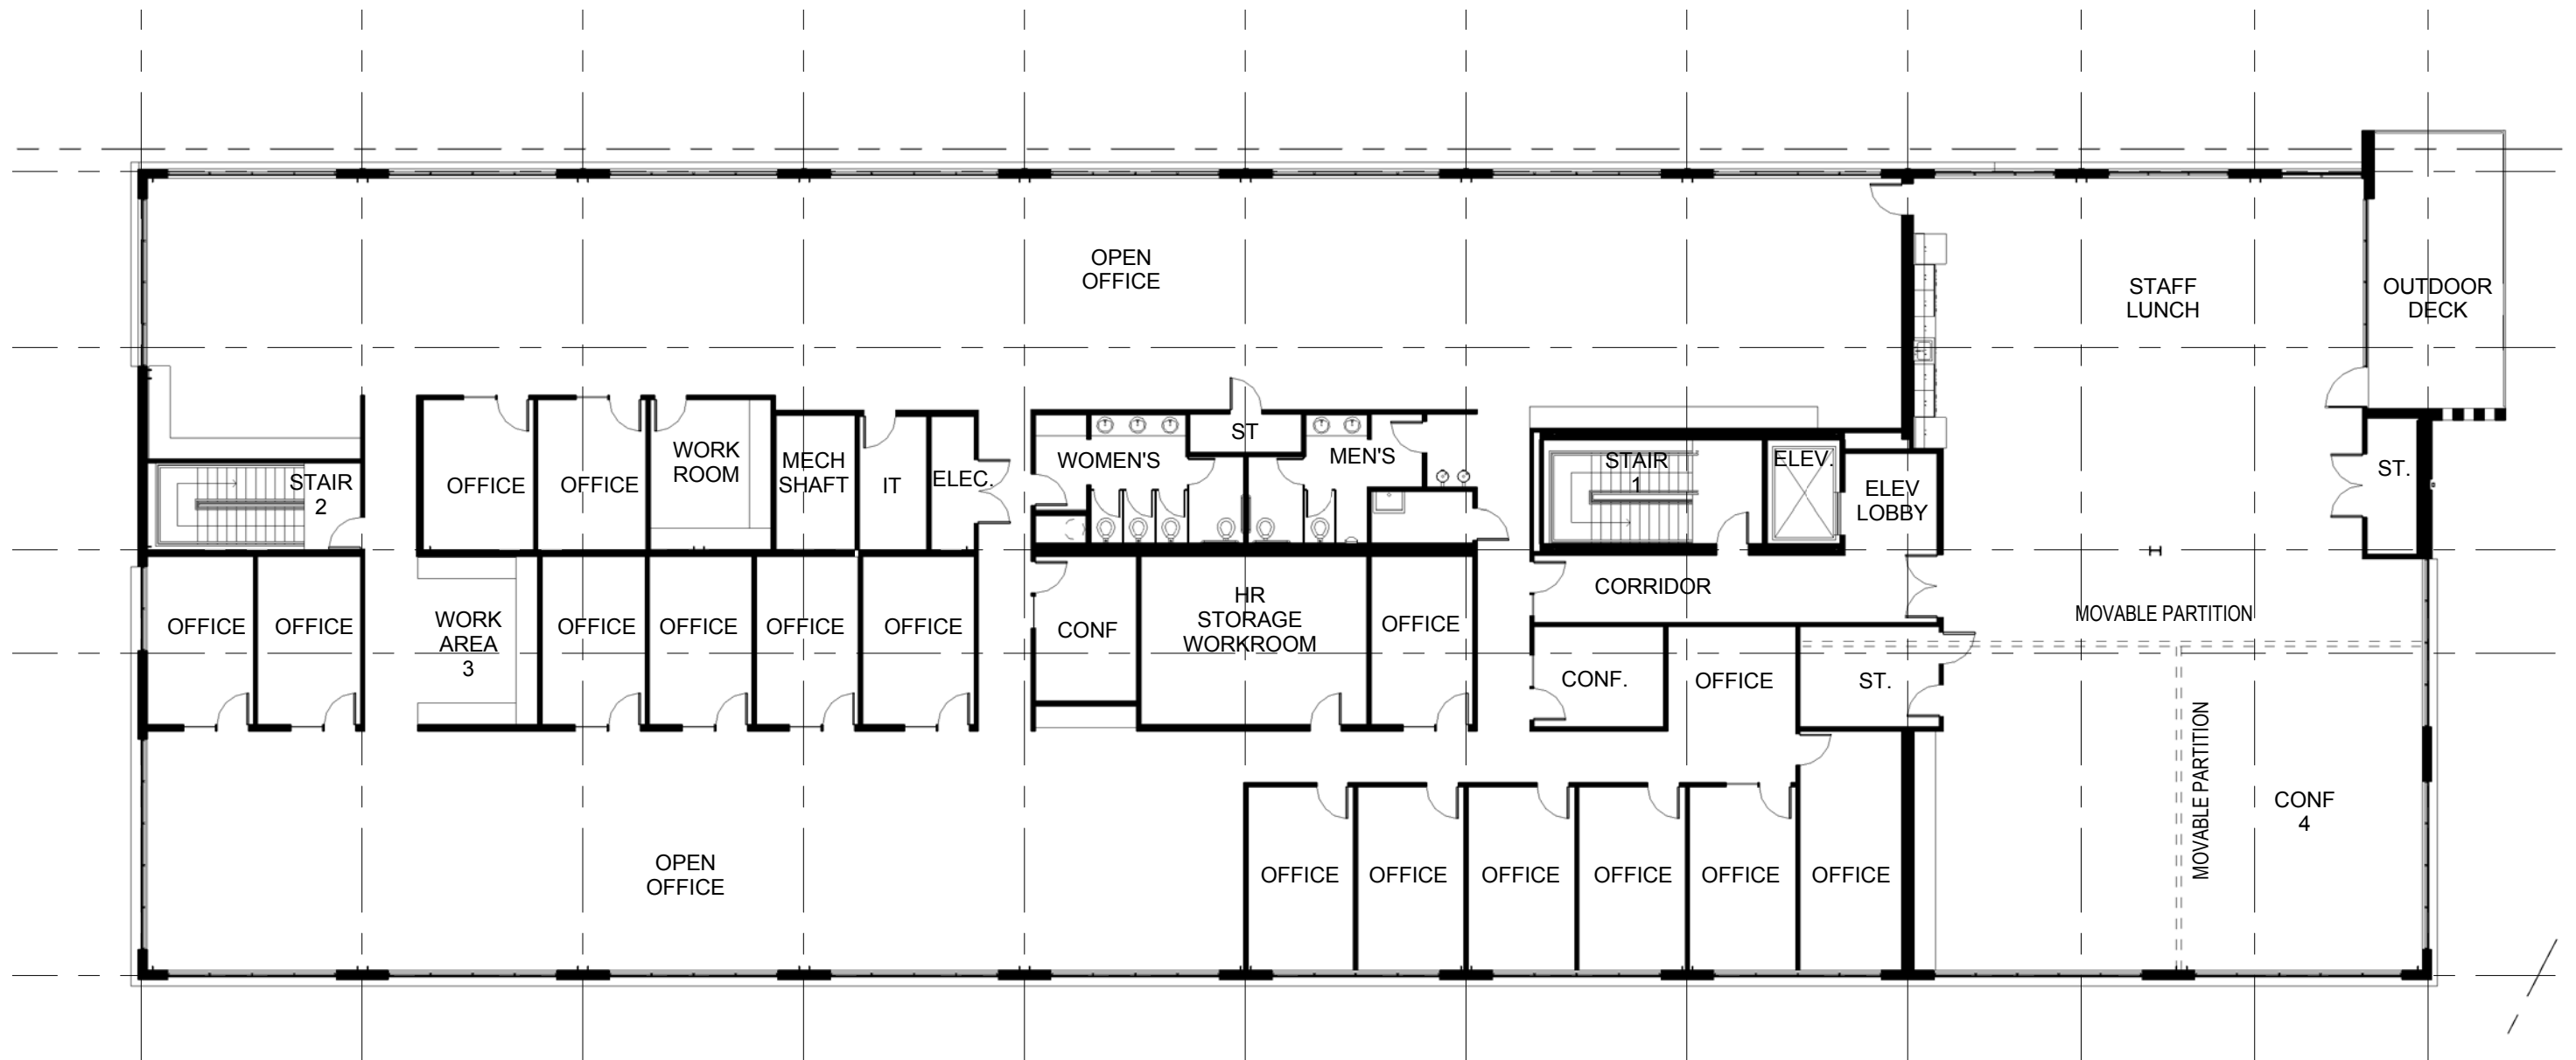 OPEN
OFFICE
STAFF
LUNCH
OUTDOOR
DECK
STAIR
2
OFFICE
OFFICE
WORK
ROOM
MECH
SHAFT
IT
ELEC.
WOMEN'S
ST
MEN'S
STAIR
1
ELEV.
ELEV
LOBBY
ST.
OFFICE
OFFICE
WORK
AREA
3
OFFICE
OFFICE
OFFICE
OFFICE
CONF
HR
STORAGE
WORKROOM
OFFICE
CORRIDOR
CONF.
OFFICE
ST.
MOVABLE PARTITION
MOVABLE PARTITION
CONF
4
OPEN
OFFICE
OFFICE
OFFICE
OFFICE
OFFICE
OFFICE
OFFICE